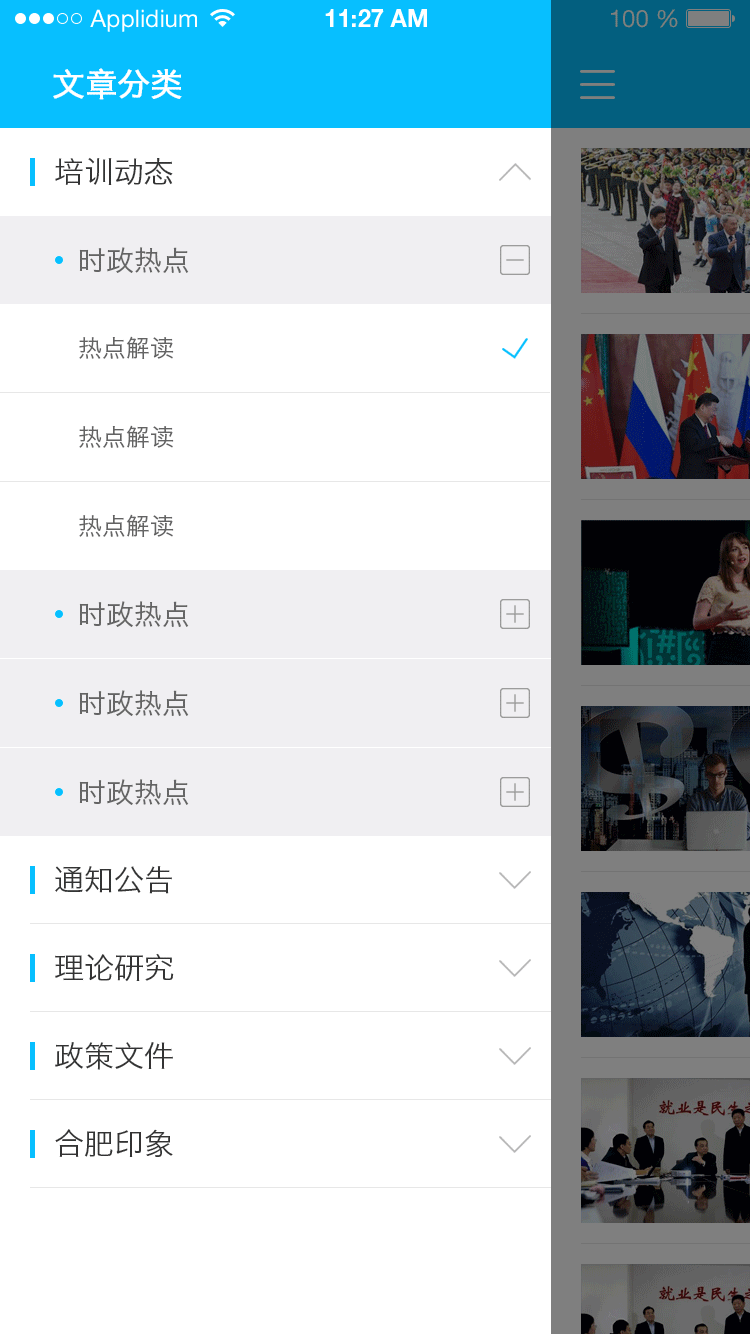 Applidium 11:27 AM 100 %
文章分类
培训动态
时政热点
热点解读
热点解读
热点解读
时政热点
时政热点
时政热点
通知公告
理论研究
政策文件
合肥印象
#!["
就业是民生
就业是民生